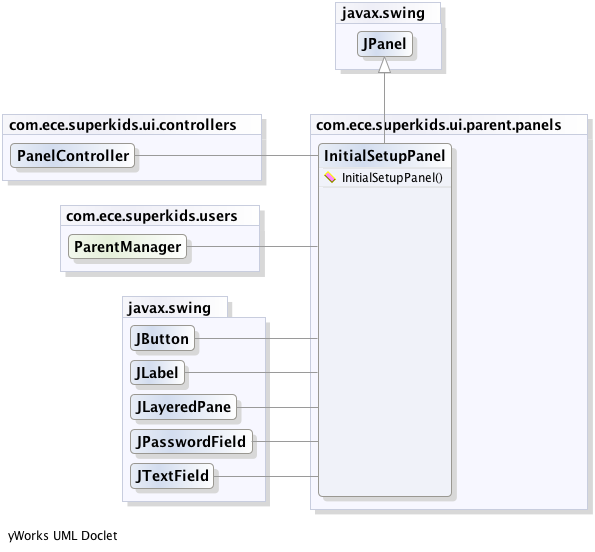 javax.swing
JPanel
com.ece.superkids.ui.controllers
PanelController
com.ece.superkids.ui.parent.panels
InitialSetupPanel
InitialSetupPanel()
com.ece.superkids.users
ParentManager
javax.swing
JButton
JLabel
JLayeredPane
JPasswordField
JTextField
yWorks UML Doclet